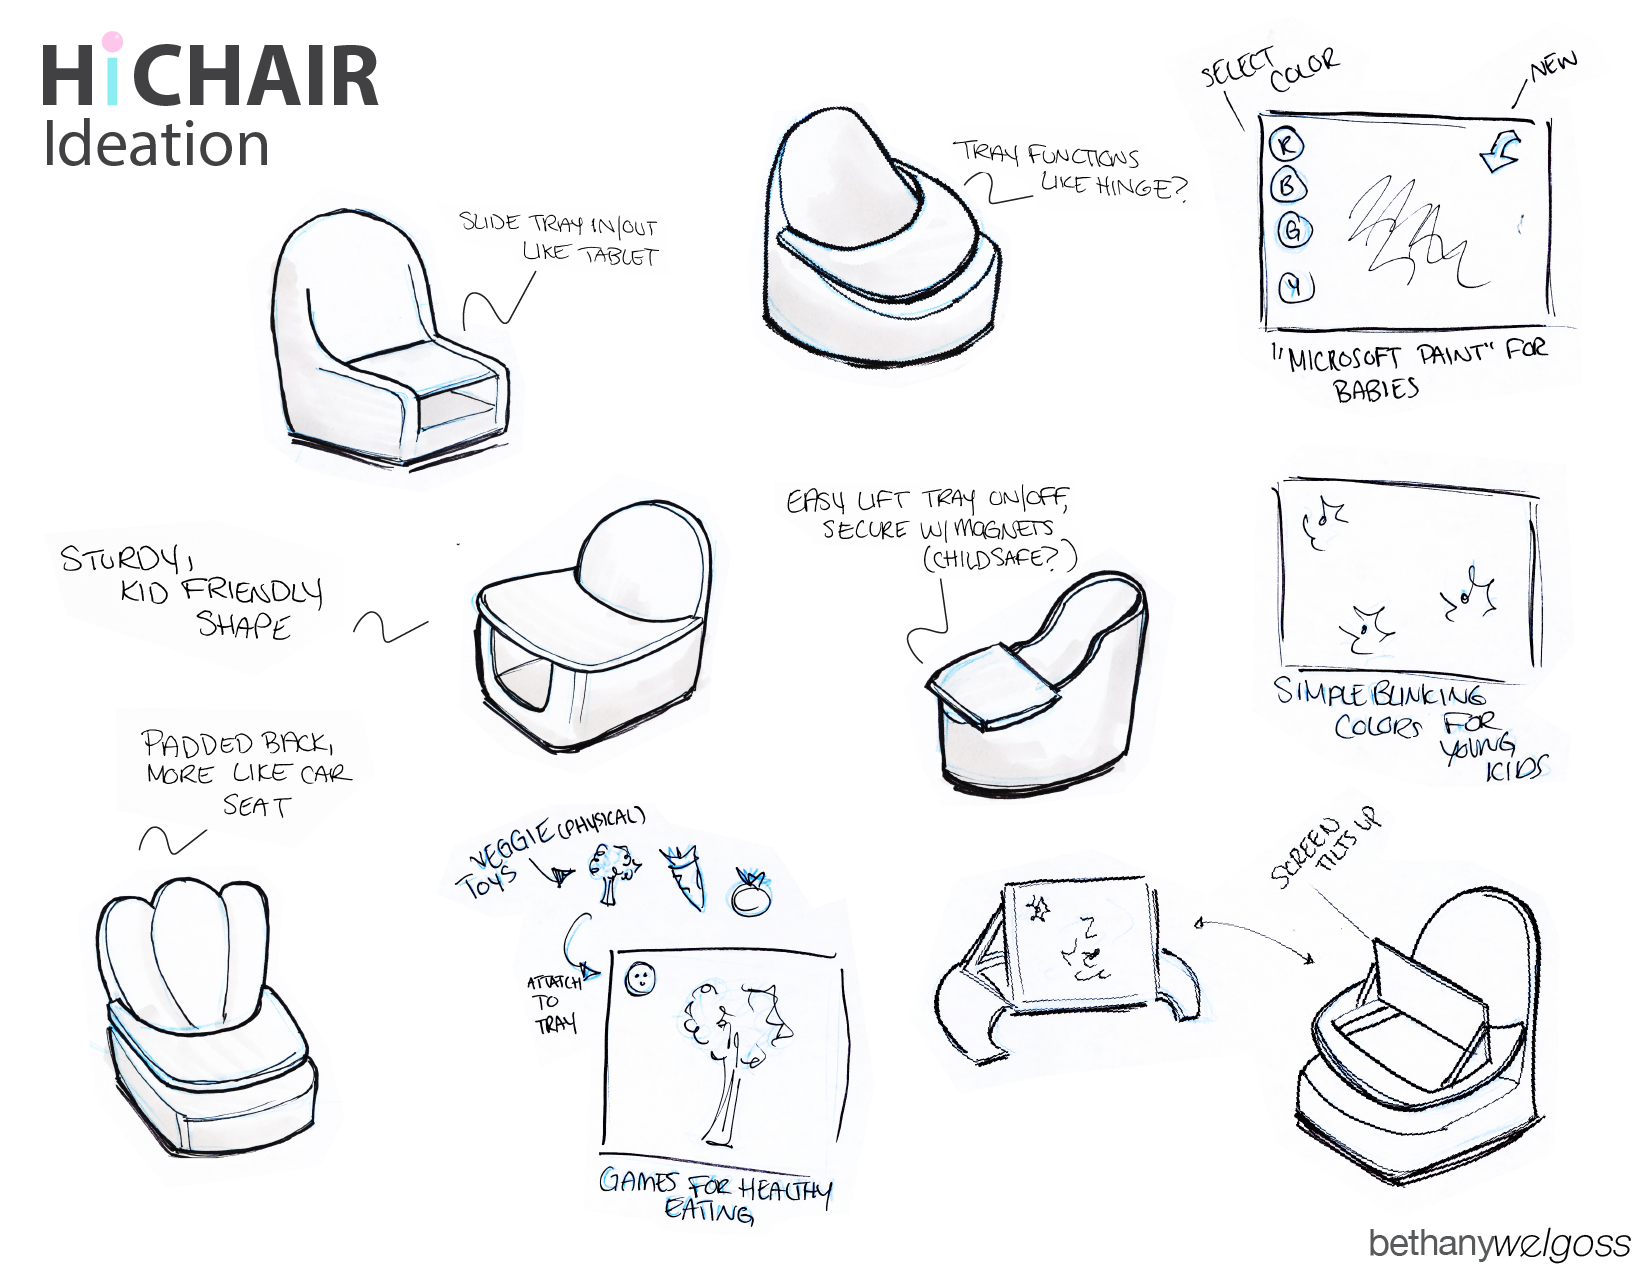 HiCHAIR
Ideation
SLIDE TRAY IN/OUT
LIKE TABLET
TRAY FUNCTIONS
LIKE HINGE?
SELECT
COLOR
NEW
R
B
G
Y
"MICROSOFT PAINT" FOR
BABIES
STURDY,
KID FRIENDLY
SHAPE
EASY LIFT TRAY ON/OFF,
SECURE W/ MAGNETS
(CHILDSAFE?)
SIMPLE BLINKING
COLORS FOR
YOUNG
KIDS
PADDED BACK,
MORE LIKE CAR
SEAT
VEGGIE (PHYSICAL)
TOYS
ATTATCH
TO
TRAY
GAMES FOR HEALTHY
EATING
SCREEN
TILTS UP
bethanywelgoss